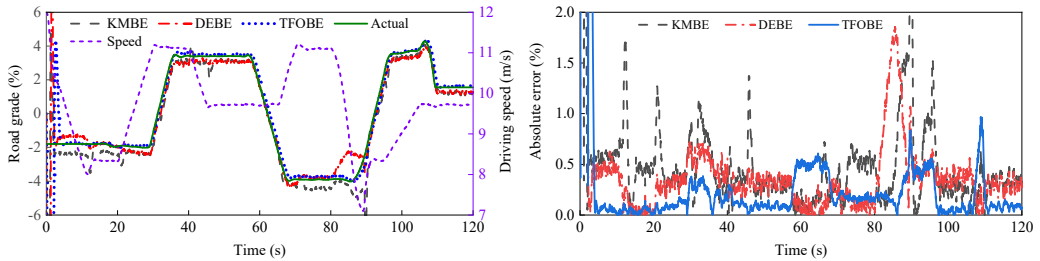 KMBE DEBE TFOBE Actual
Speed
Road grade (%)
6
4
2
0
-2
-4
-6
0 20 40 60 80 100 120
Time (s)
12
11
10
9
8
7
Driving speed (m/s)
KMBE DEBE TFOBE
Absolute error (%)
2.0
1.5
1.0
0.5
0.0
0 20 40 60 80 100 120
Time (s)